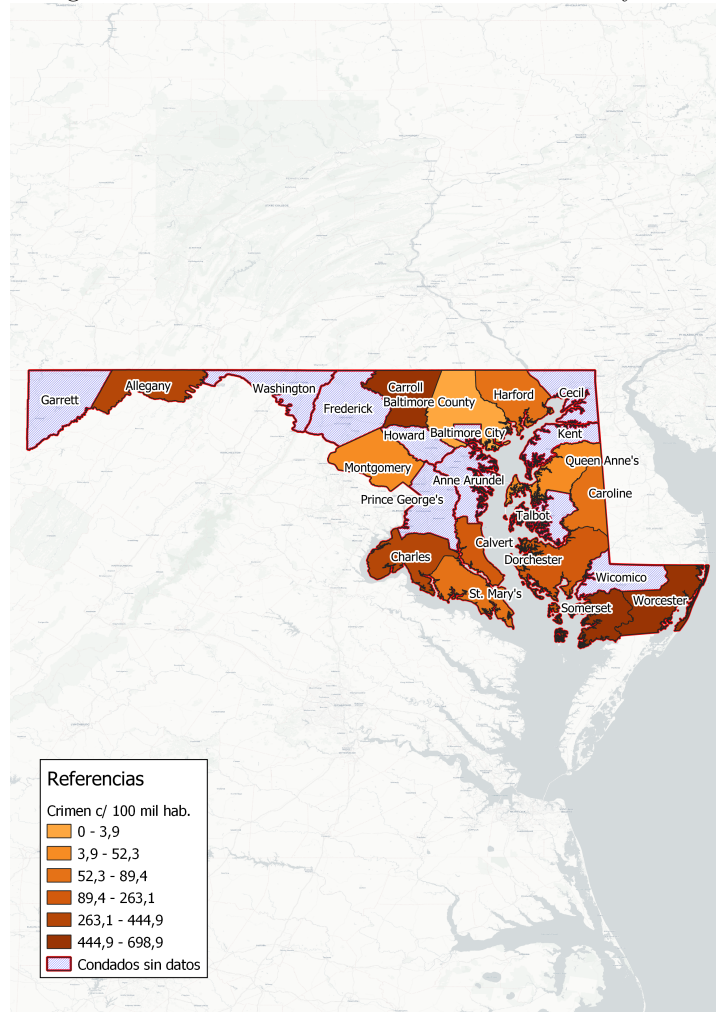 Carroll
Allegany
Washington
Harford
Cecil
Garrett
Baltimore County
Frederick
Howard
Baltimore City
Kent
Montgomery
Queen Anne's
Anne Arundel
Caroline
Prince George's
Talbot
Calvert
Charles
Dorchester
Wicomico
St. Mary's
Worcester
Somerset
Referencias
Crimen c/ 100 mil hab.
0 - 3,9
3,9 - 52,3
52,3 - 89,4
89,4 - 263,1
263,1 - 444,9
444,9 - 698,9
Condados sin datos